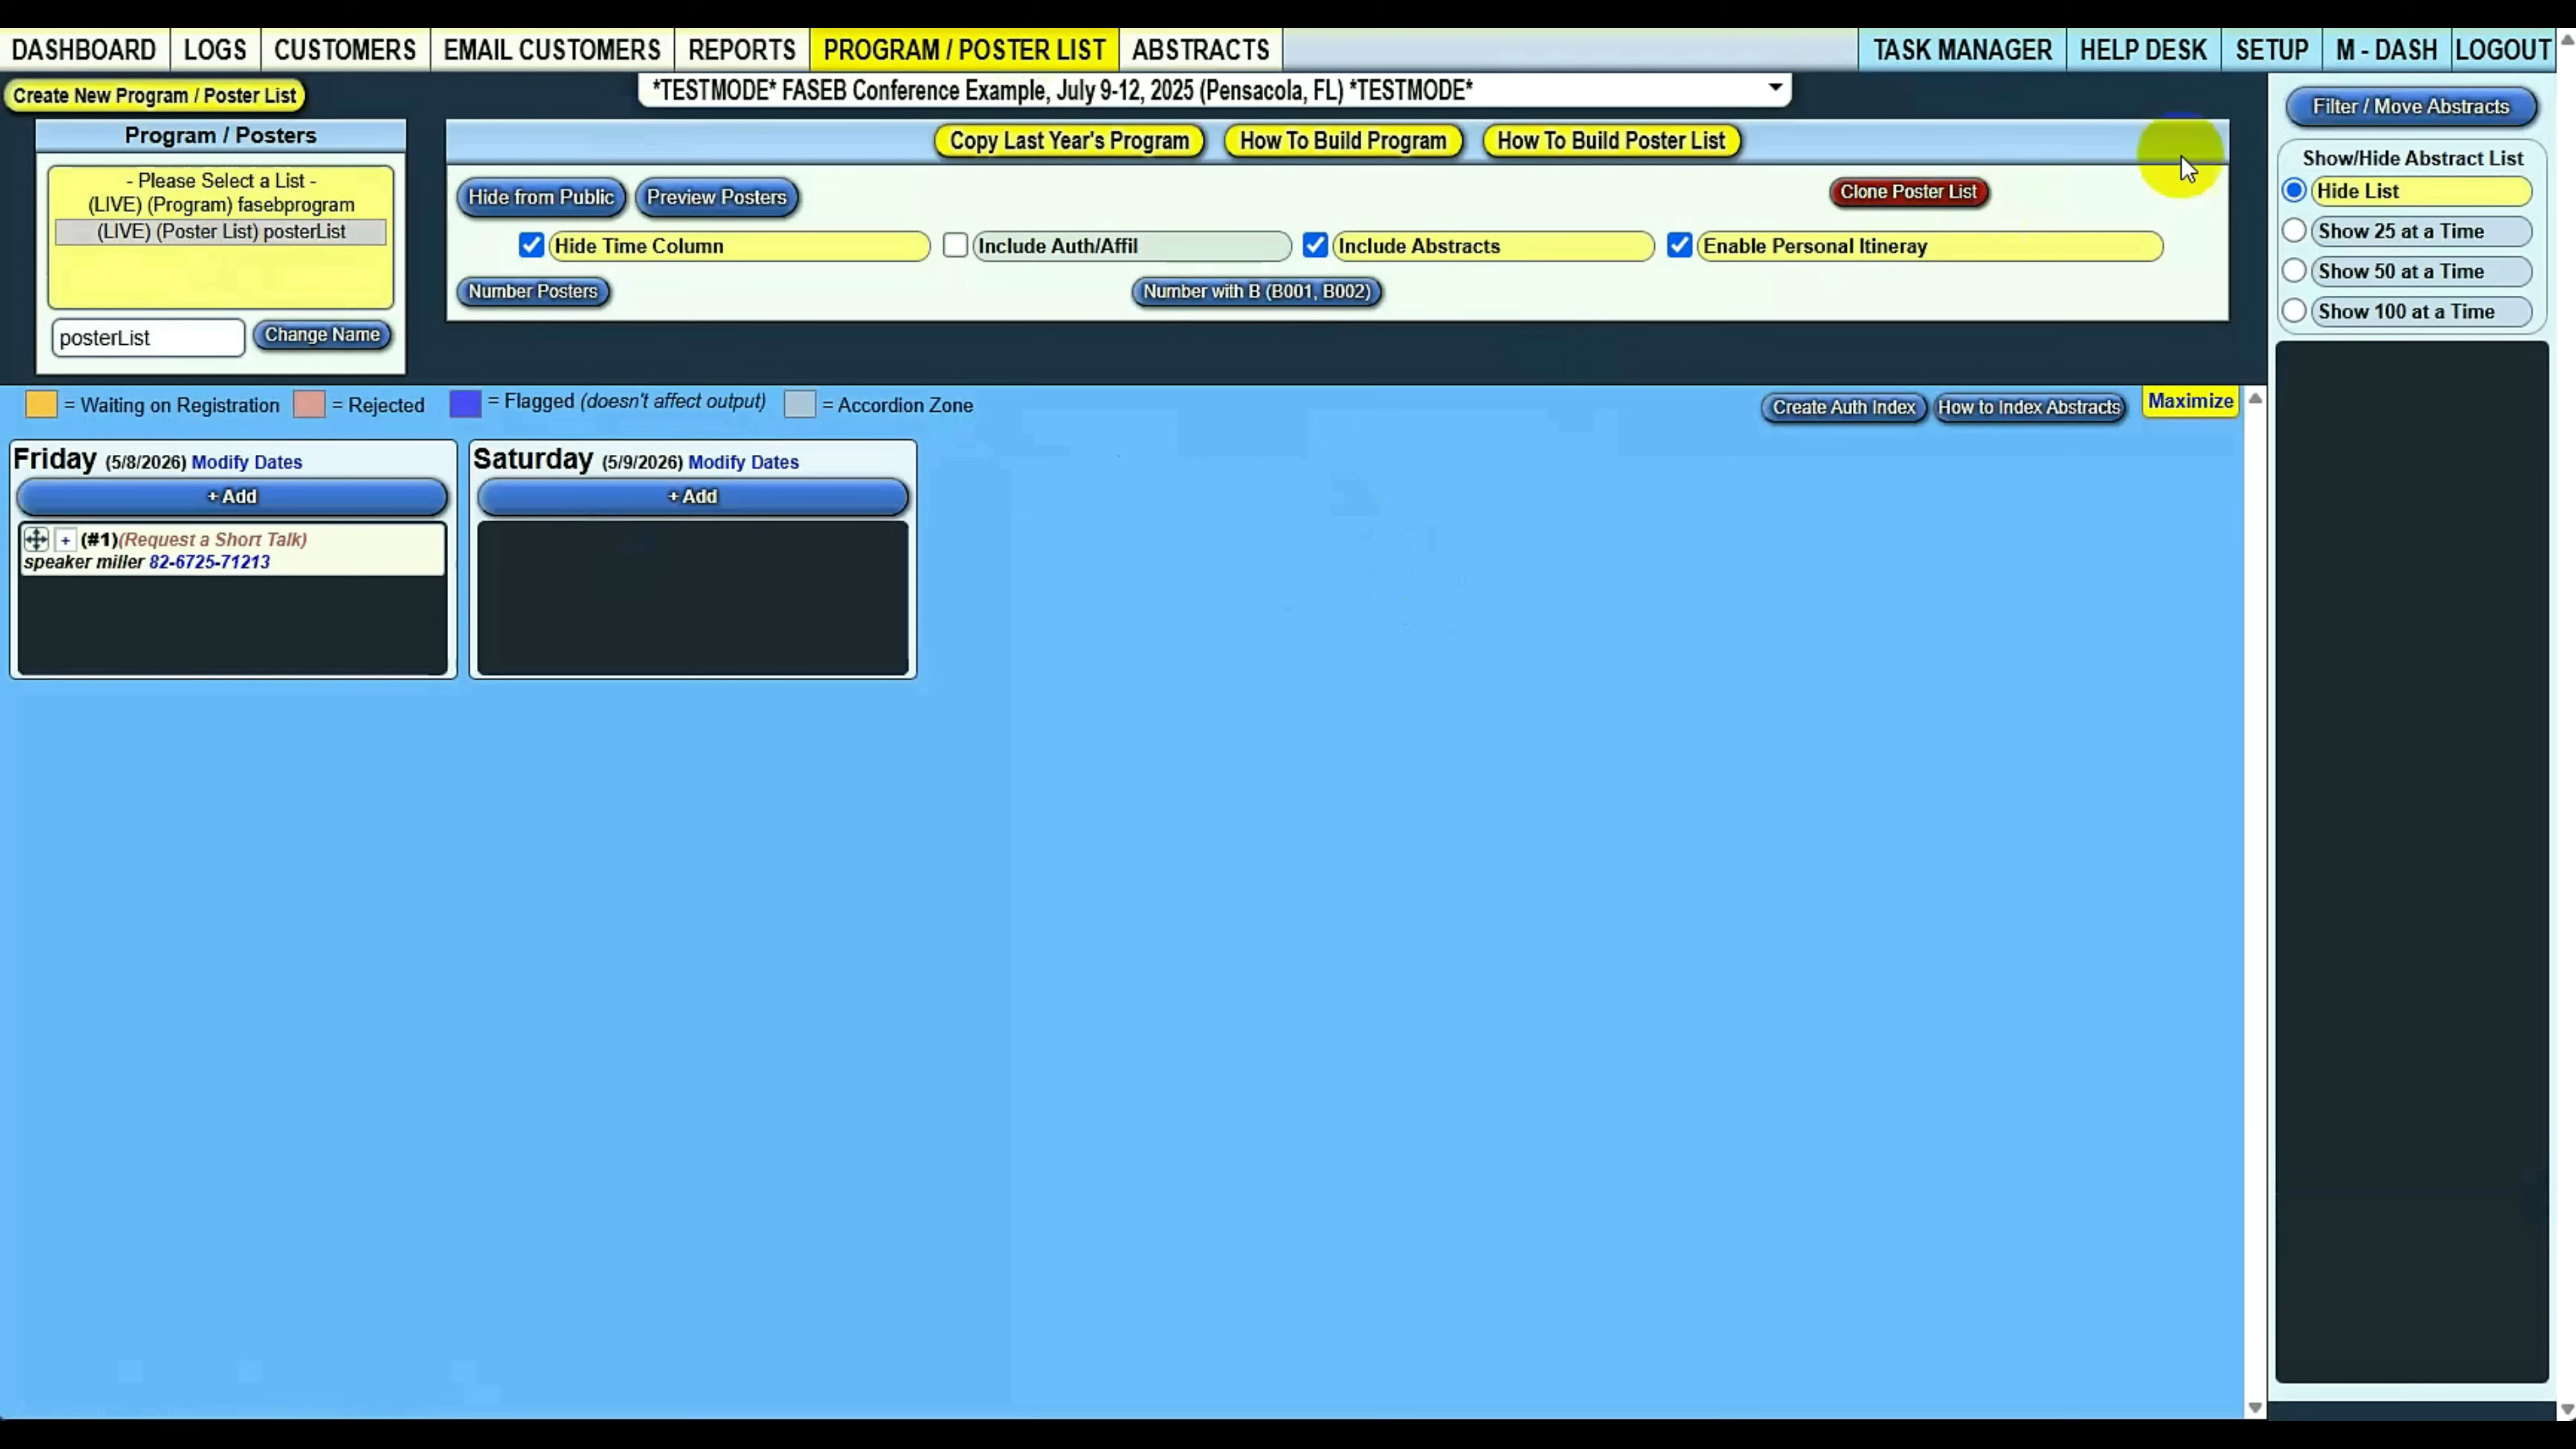 DASHBOARD LOGS CUSTOMERS EMAIL CUSTOMERS REPORTS PROGRAM / POSTER LIST ABSTRACTS TASK MANAGER HELP DESK SETUP M - DASH LOGOUT
Create New Program / Poster List
*TESTMODE* FASEB Conference Example, July 9-12, 2025 (Pensacola, FL) *TESTMODE*
Filter / Move Abstracts
Program / Posters
Copy Last Year's Program How To Build Program How To Build Poster List
Show/Hide Abstract List
- Please Select a List -
(LIVE) (Program) fasebprogram
(LIVE) (Poster List) posterList
Hide from Public Preview Posters Clone Poster List
Hide List
Show 25 at a Time
Show 50 at a Time
Show 100 at a Time
Hide Time Column Include Auth/Affil Include Abstracts Enable Personal Itineray
Number Posters Number with B (B001, B002)
posterList Change Name
= Waiting on Registration = Rejected = Flagged (doesn't affect output) = Accordion Zone
Create Auth Index How to Index Abstracts Maximize
Friday (5/8/2026) Modify Dates
+ Add
(#1)(Request a Short Talk)
speaker miller 82-6725-71213
Saturday (5/9/2026) Modify Dates
+ Add